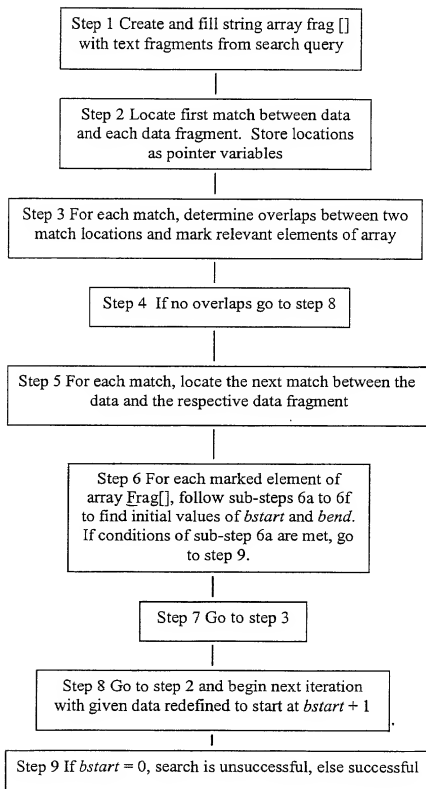 Step 1 Create and fill string array frag []
with text fragments from search query
Step 2 Locate first match between data
and each data fragment. Store locations
as pointer variables
Step 3 For each match, determine overlaps between two
match locations and mark relevant elements of array
Step 4 If no overlaps go to step 8
Step 5 For each match, locate the next match between the
data and the respective data fragment
Step 6 For each marked element of
array Frag[], follow sub-steps 6a to 6f
to find initial values of bstart and bend.
If conditions of sub-step 6a are met, go
to step 9.
Step 7 Go to step 3
Step 8 Go to step 2 and begin next iteration
with given data redefined to start at bstart + 1
Step 9 If bstart = 0, search is unsuccessful, else successful